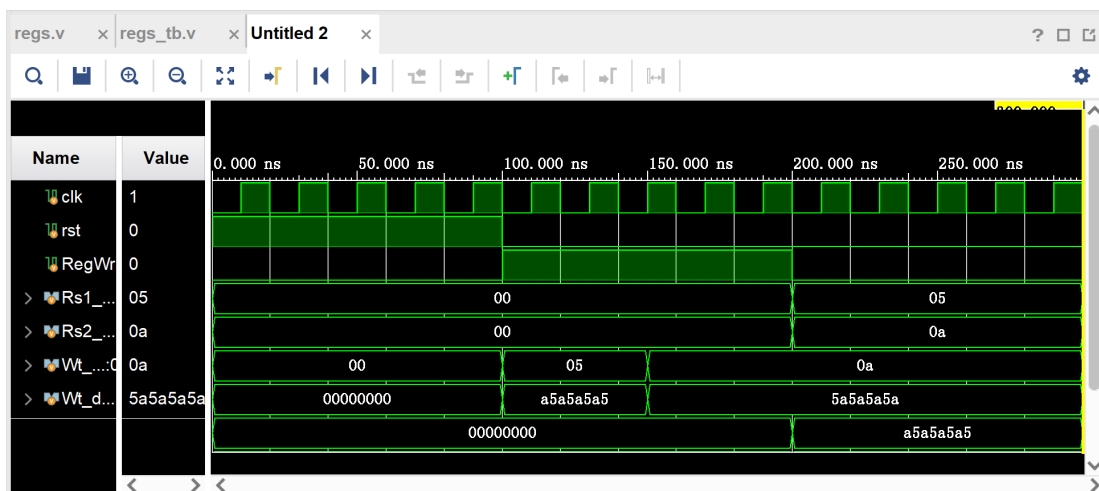 regs.v × regs_tb.v × Untitled 2 ×
?
Name Value
0.000 ns 50.000 ns 100.000 ns 150.000 ns 200.000 ns 250.000 ns
clk 1
rst 0
RegWr 0
Rs1_... 05 00 05
Rs2_... 0a 00 0a
Wt_...:0 0a 00 05 0a
Wt_d... 5a5a5a5a 00000000 a5a5a5a5 5a5a5a5a
00000000 a5a5a5a5